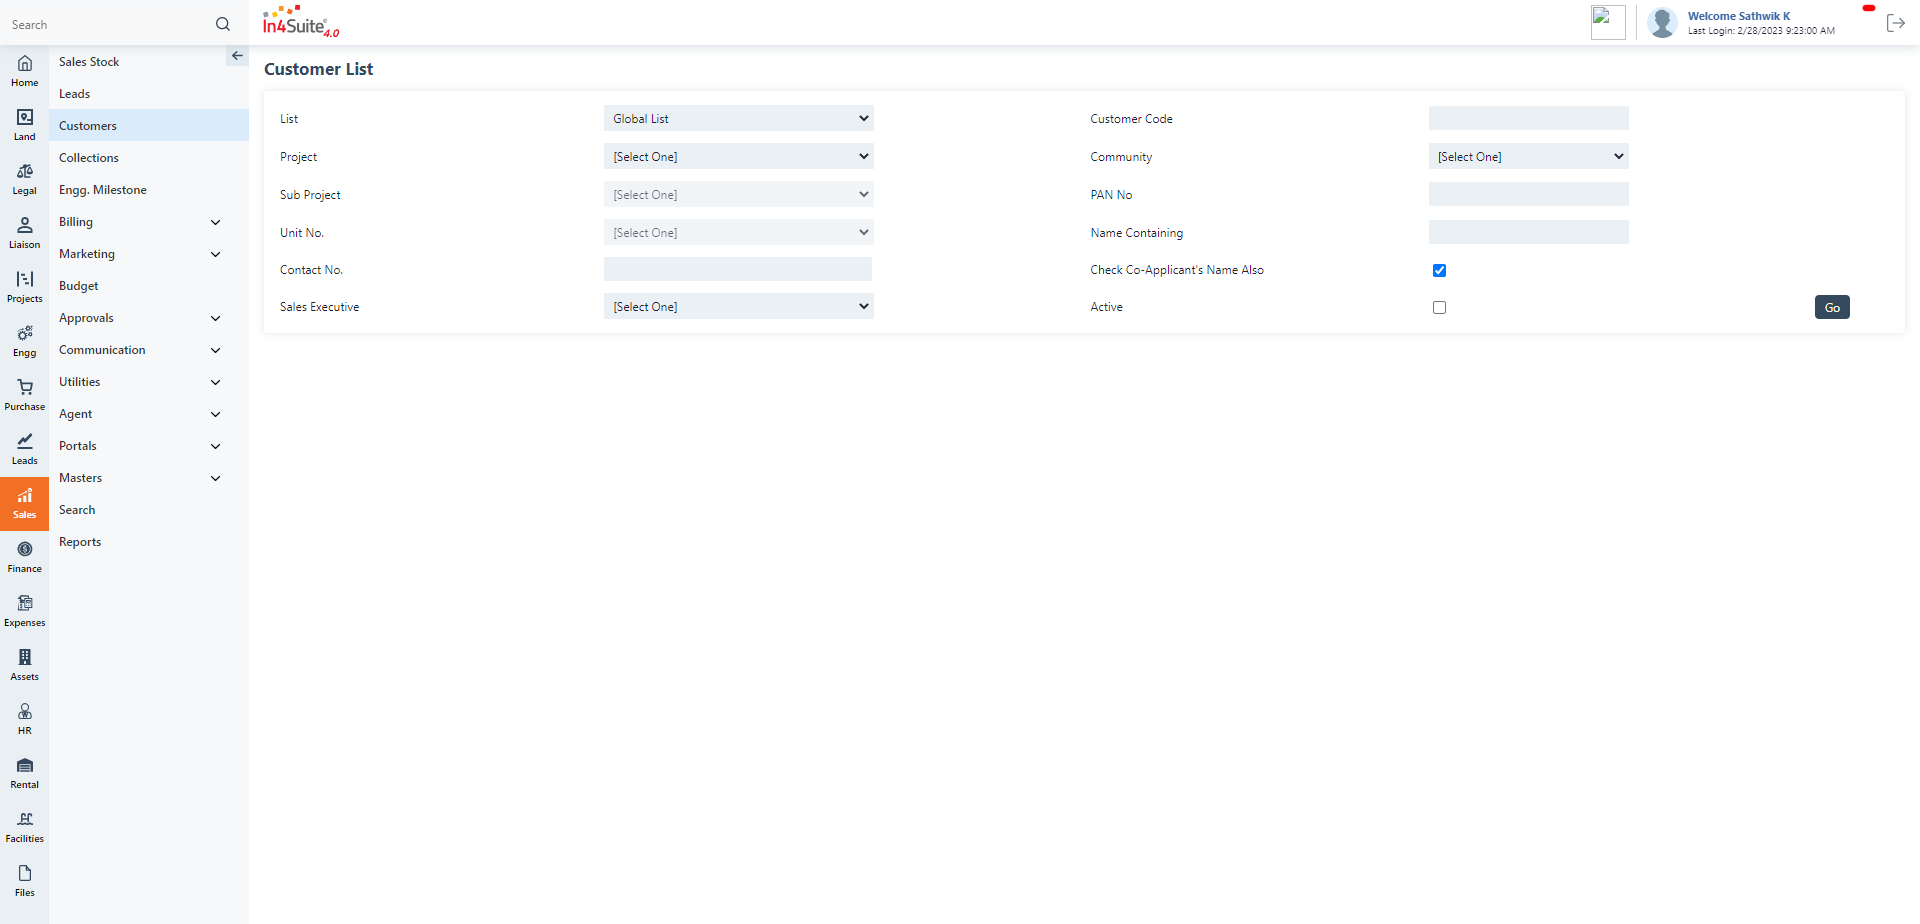 Search
In4Suite® 4.0
Welcome Sathwik K
Last Login: 2/28/2023 9:23:00 AM
Home
Land
Legal
Liaison
Projects
Engg
Purchase
Leads
Sales
Finance
Expenses
Assets
HR
Rental
Facilities
Files
Sales Stock
Leads
Customers
Collections
Engg. Milestone
Billing
Marketing
Budget
Approvals
Communication
Utilities
Agent
Portals
Masters
Search
Reports
Customer List
List Global List Customer Code
Project [Select One] Community [Select One]
Sub Project [Select One] PAN No
Unit No. [Select One] Name Containing
Contact No. Check Co-Applicant's Name Also
Sales Executive [Select One] Active Go